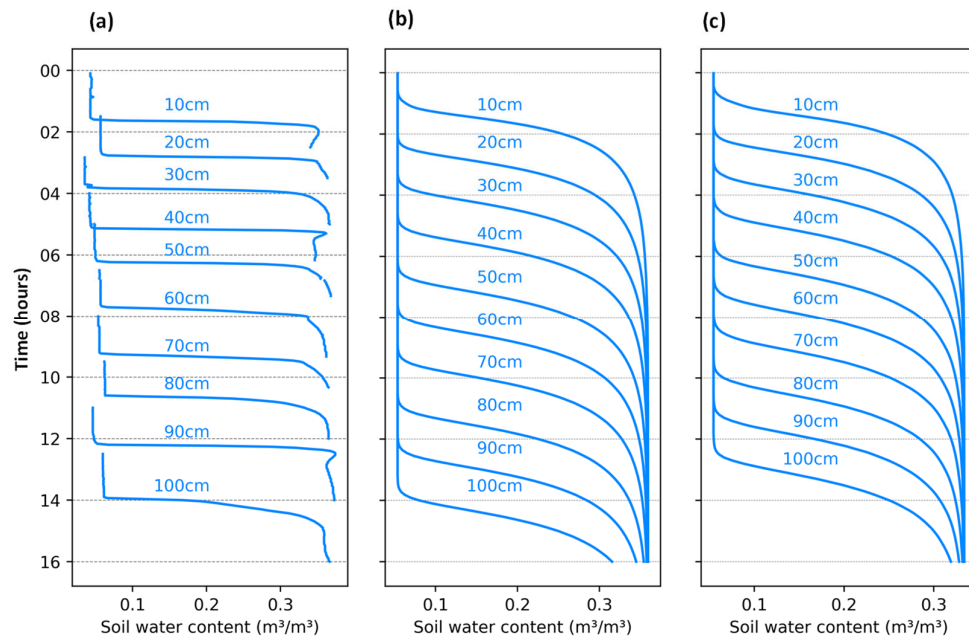 (a)
(b)
(c)
00
02
04
06
08
10
12
14
16
Time (hours)
10cm
20cm
30cm
40cm
50cm
60cm
70cm
80cm
90cm
100cm
0.1
0.2
0.3
Soil water content (m³/m³)
10cm
20cm
30cm
40cm
50cm
60cm
70cm
80cm
90cm
100cm
0.1
0.2
0.3
Soil water content (m³/m³)
10cm
20cm
30cm
40cm
50cm
60cm
70cm
80cm
90cm
100cm
0.1
0.2
0.3
Soil water content (m³/m³)